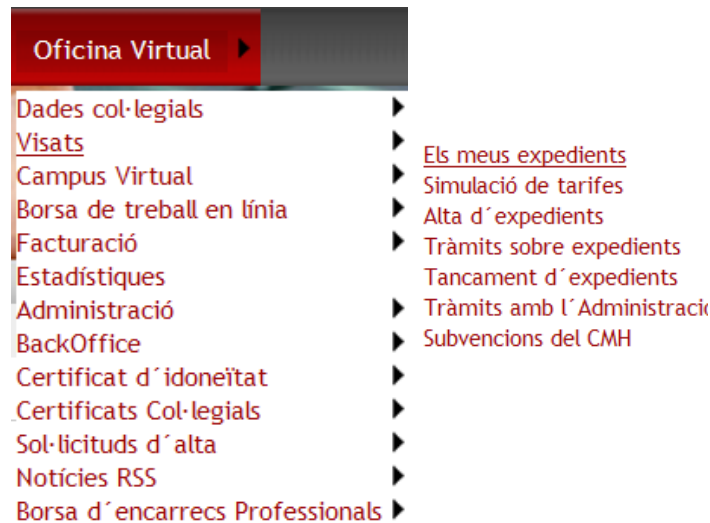 Oficina Virtual
Dades col·legials
Visats
Campus Virtual
Borsa de treball en línia
Facturació
Estadístiques
Administració
BackOffice
Certificat d´idoneïtat
Certificats Col·legials
Sol·licituds d´alta
Notícies RSS
Borsa d´encarrecs Professionals
Els meus expedients
Simulació de tarifes
Alta d´expedients
Tràmits sobre expedients
Tancament d´expedients
Tràmits amb l´Administració
Subvencions del CMH